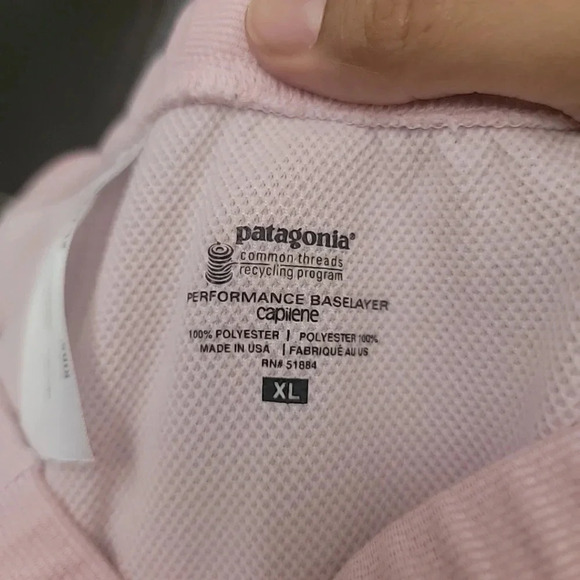 patagonia®
common threads
recycling program
PERFORMANCE BASELAYER
capilene
100% POLYESTER | POLYESTER 100%
MADE IN USA | FABRIQUÉ AU US
RN# 51884
XL